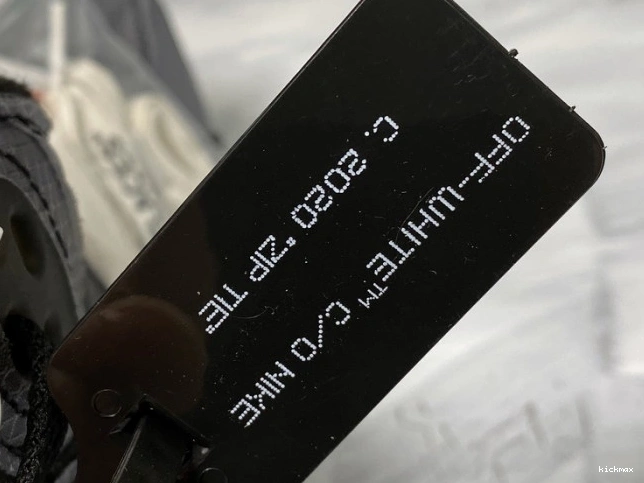 OFF-WHITE™ C/O NIKE
C. 2020 "ZIP TIE"
kickmax